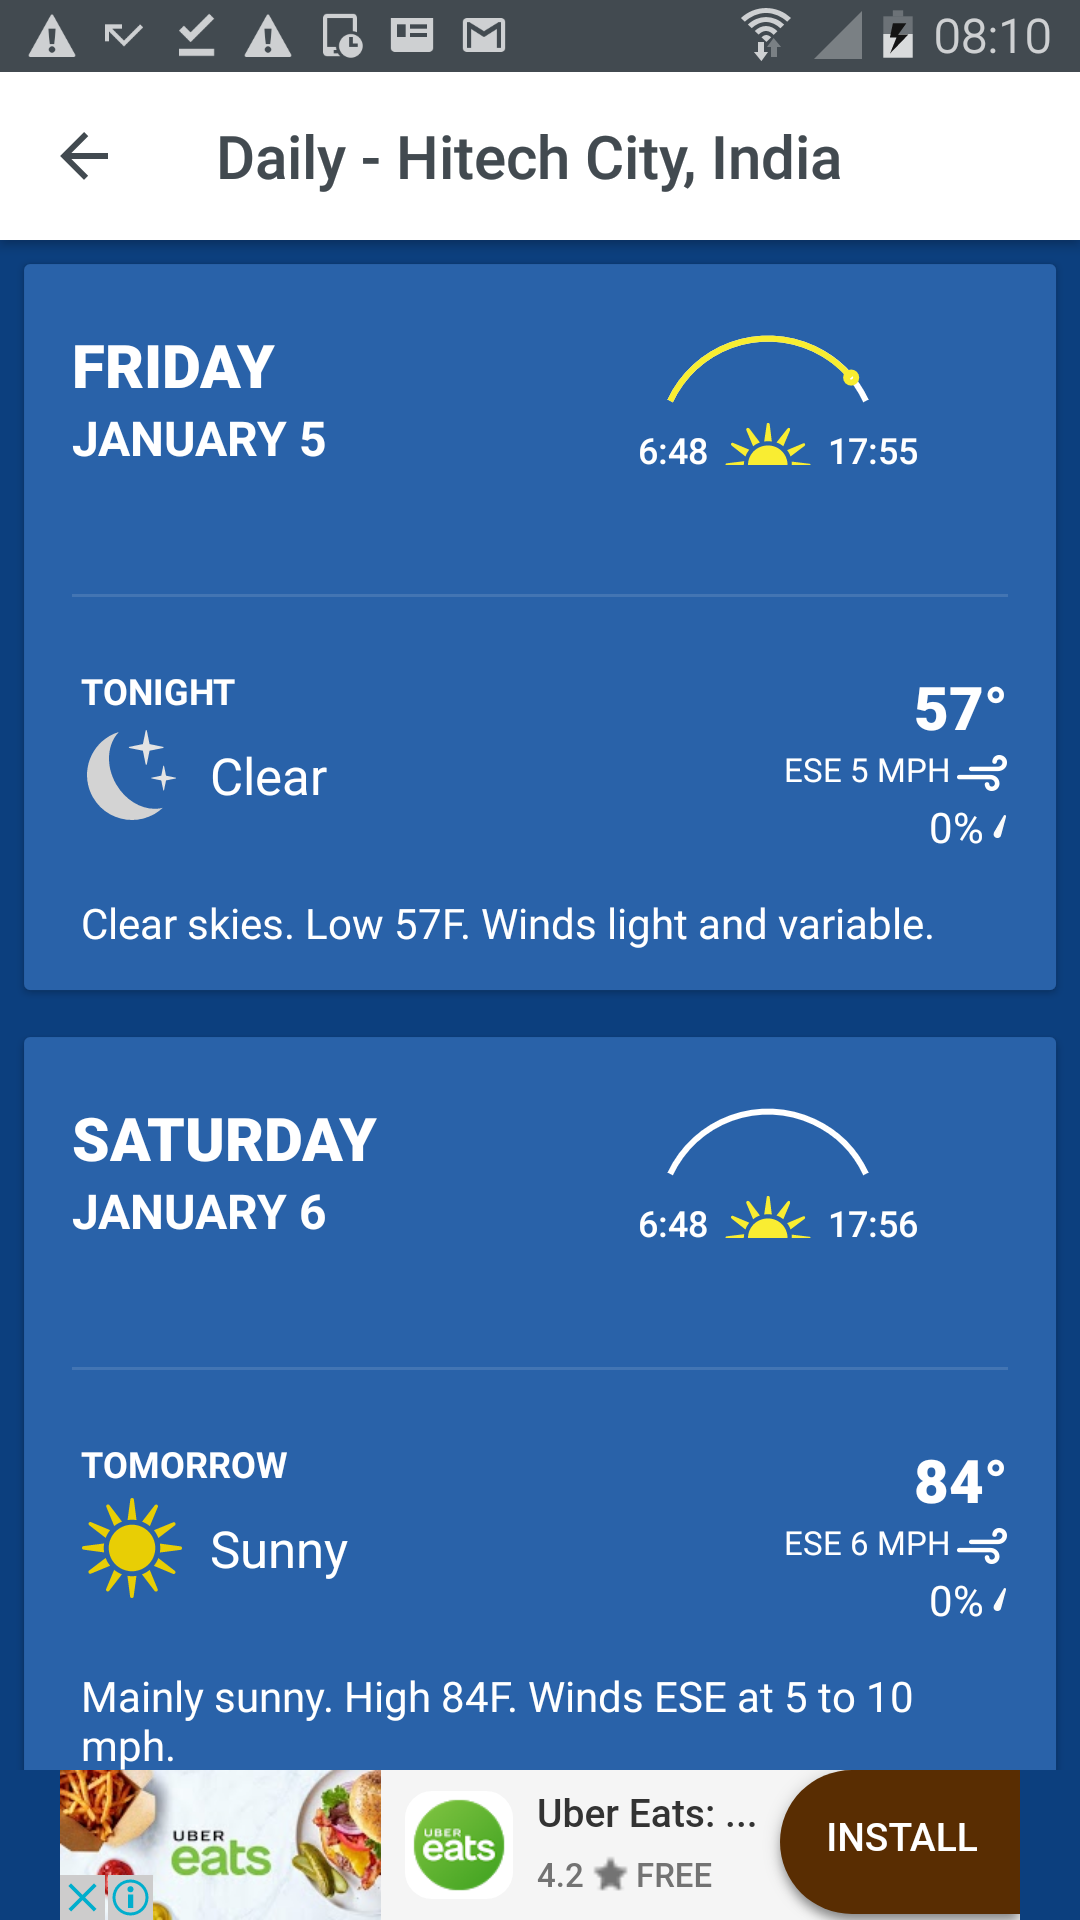 08:10
Daily - Hitech City, India
FRIDAY
JANUARY 5
6:48 17:55
TONIGHT
57°
Clear
ESE 5 MPH
0%
Clear skies. Low 57F. Winds light and variable.
SATURDAY
JANUARY 6
6:48 17:56
TOMORROW
84°
Sunny
ESE 6 MPH
0%
Mainly sunny. High 84F. Winds ESE at 5 to 10
mph.
UBER
eats
UBER
eats
Uber Eats: ...
4.2 FREE
INSTALL